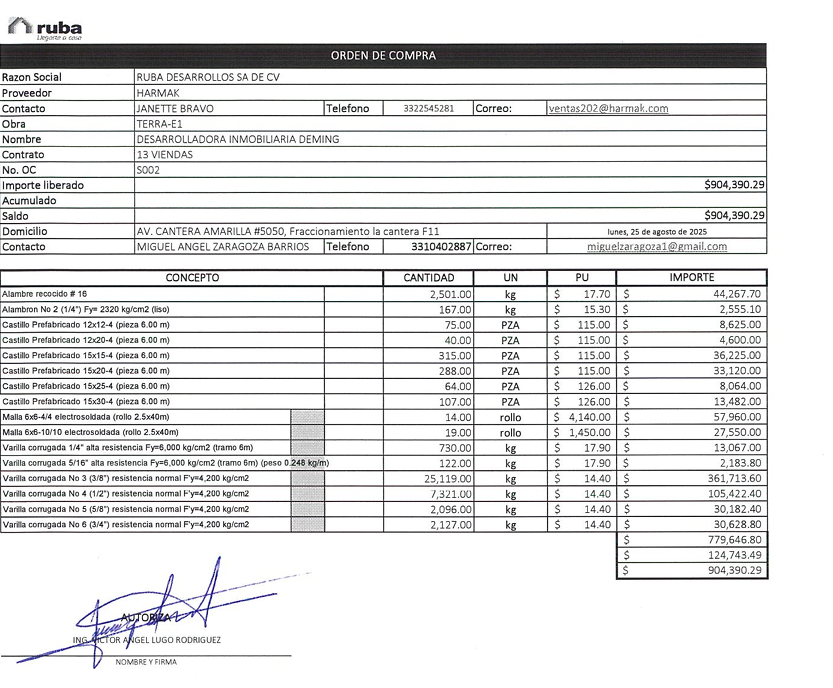 ruba
Llegaste a casa
ORDEN DE COMPRA
Razon Social RUBA DESARROLLOS SA DE CV
Proveedor HARMAK
Contacto JANETTE BRAVO Telefono 3322545281 Correo: ventas202@harmak.com
Obra TERRA-E1
Nombre DESARROLLADORA INMOBILIARIA DEMING
Contrato 13 VIENDAS
No. OC S002
Importe liberado $904,390.29
Acumulado
Saldo $904,390.29
Domicilio AV. CANTERA AMARILLA #5050, Fraccionamiento la cantera F11 lunes, 25 de agosto de 2025
Contacto MIGUEL ANGEL ZARAGOZA BARRIOS Telefono 3310402887 Correo: miguelzaragoza1@gmail.com
CONCEPTO CANTIDAD UN PU IMPORTE
Alambre recocido # 16 2,501.00 kg $ 17.70 $ 44,267.70
Alambron No 2 (1/4") Fy= 2320 kg/cm2 (liso) 167.00 kg $ 15.30 $ 2,555.10
Castillo Prefabricado 12x12-4 (pieza 6.00 m) 75.00 PZA $ 115.00 $ 8,625.00
Castillo Prefabricado 12x20-4 (pieza 6.00 m) 40.00 PZA $ 115.00 $ 4,600.00
Castillo Prefabricado 15x15-4 (pieza 6.00 m) 315.00 PZA $ 115.00 $ 36,225.00
Castillo Prefabricado 15x20-4 (pieza 6.00 m) 288.00 PZA $ 115.00 $ 33,120.00
Castillo Prefabricado 15x25-4 (pieza 6.00 m) 64.00 PZA $ 126.00 $ 8,064.00
Castillo Prefabricado 15x30-4 (pieza 6.00 m) 107.00 PZA $ 126.00 $ 13,482.00
Malla 6x6-4/4 electrosoldada (rollo 2.5x40m) 14.00 rollo $ 4,140.00 $ 57,960.00
Malla 6x6-10/10 electrosoldada (rollo 2.5x40m) 19.00 rollo $ 1,450.00 $ 27,550.00
Varilla corrugada 1/4" alta resistencia Fy=6,000 kg/cm2 (tramo 6m) 730.00 kg $ 17.90 $ 13,067.00
Varilla corrugada 5/16" alta resistencia Fy=6,000 kg/cm2 (tramo 6m) (peso 0.248 kg/m) 122.00 kg $ 17.90 $ 2,183.80
Varilla corrugada No 3 (3/8") resistencia normal F'y=4,200 kg/cm2 25,119.00 kg $ 14.40 $ 361,713.60
Varilla corrugada No 4 (1/2") resistencia normal F'y=4,200 kg/cm2 7,321.00 kg $ 14.40 $ 105,422.40
Varilla corrugada No 5 (5/8") resistencia normal F'y=4,200 kg/cm2 2,096.00 kg $ 14.40 $ 30,182.40
Varilla corrugada No 6 (3/4") resistencia normal F'y=4,200 kg/cm2 2,127.00 kg $ 14.40 $ 30,628.80
$ 779,646.80
$ 124,743.49
$ 904,390.29
AUTORIZA
ING. VICTOR ANGEL LUGO RODRIGUEZ
NOMBRE Y FIRMA